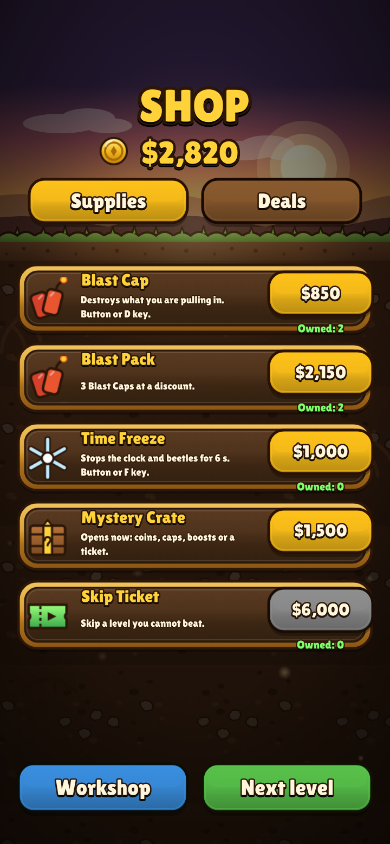 SHOP
$2,820
Supplies
Deals
Blast Cap
Destroys what you are pulling in.
Button or D key.
$850
Owned: 2
Blast Pack
3 Blast Caps at a discount.
$2,150
Owned: 2
Time Freeze
Stops the clock and beetles for 6 s.
Button or F key.
$1,000
Owned: 0
Mystery Crate
Opens now: coins, caps, boosts or a
ticket.
$1,500
Skip Ticket
Skip a level you cannot beat.
$6,000
Owned: 0
Workshop
Next level